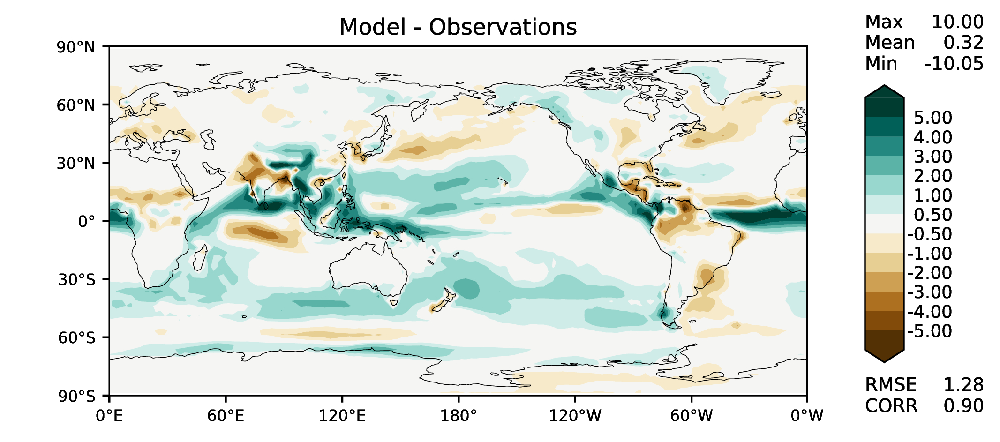 Model - Observations
Max 10.00
Mean 0.32
Min -10.05
90°N
60°N
30°N
0°
30°S
60°S
90°S
0°E 60°E 120°E 180° 120°W 60°W 0°W
5.00
4.00
3.00
2.00
1.00
0.50
-0.50
-1.00
-2.00
-3.00
-4.00
-5.00
RMSE 1.28
CORR 0.90